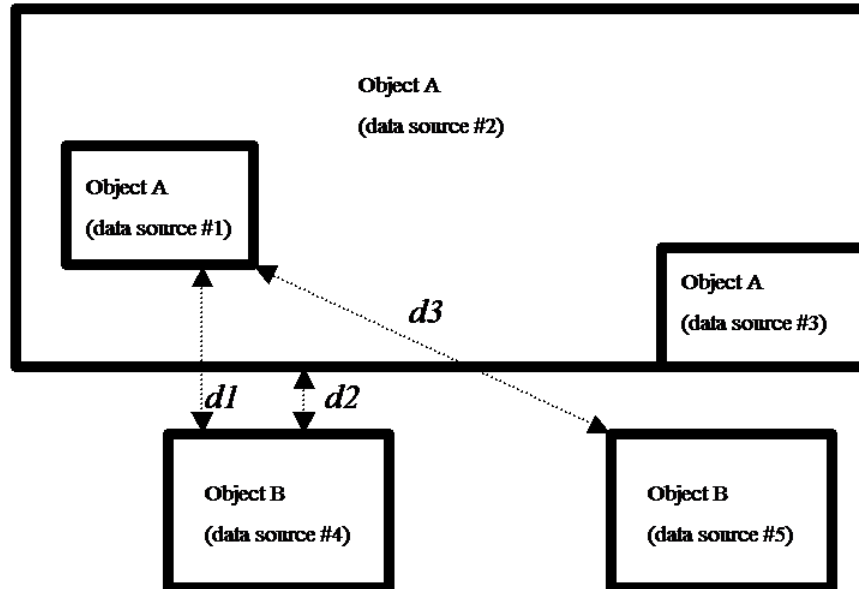 Object A
(data source #2)
Object A
(data source #1)
Object A
(data source #3)
d3
d1
d2
Object B
(data source #4)
Object B
(data source #5)